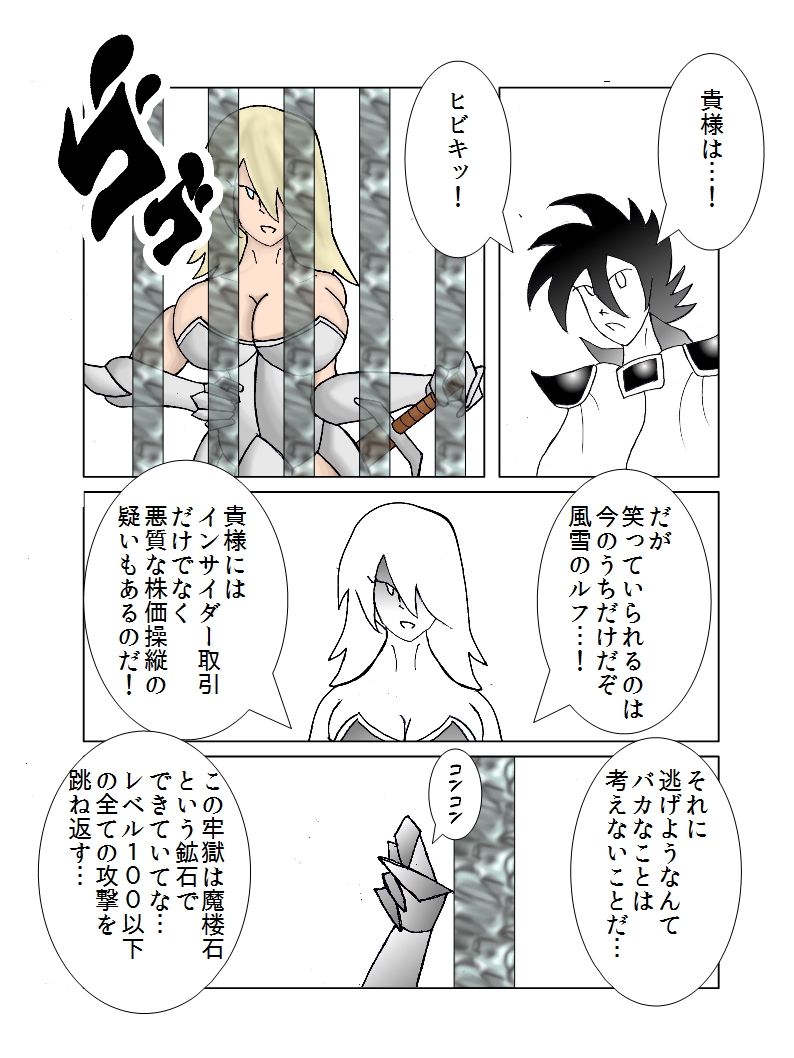 貴様は…！
ヒビキッ！
ザザ
だが
笑っていられるのは
今のうちだけだぞ
風雪のルフ…！
貴様には
インサイダー取引
だけでなく
悪質な株価操縦の
疑いもあるのだ！
それに
逃げようなんて
バカなことは
考えないことだ…
コンコン
この牢獄は魔楼石
という鉱石で
できていてな…
レベル１００以下
の全ての攻撃を
跳ね返す…